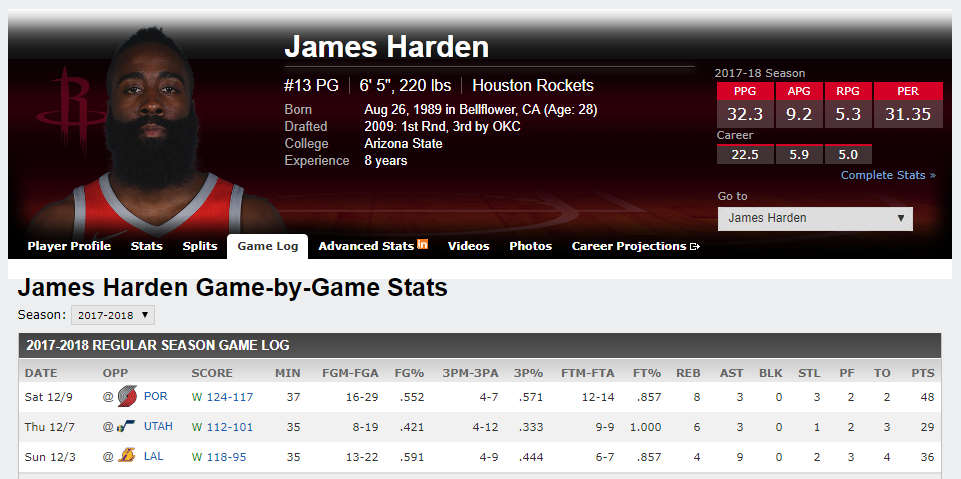 James Harden
#13 PG | 6' 5", 220 lbs | Houston Rockets
Born Aug 26, 1989 in Bellflower, CA (Age: 28)
Drafted 2009: 1st Rnd, 3rd by OKC
College Arizona State
Experience 8 years
2017-18 Season
PPG APG RPG PER
32.3 9.2 5.3 31.35
Career
22.5 5.9 5.0
Complete Stats »
Go to
James Harden ▼
Player Profile Stats Splits Game Log Advanced Stats in Videos Photos Career Projections
James Harden Game-by-Game Stats
Season: 2017-2018 ▼
2017-2018 REGULAR SEASON GAME LOG
DATE OPP SCORE MIN FGM-FGA FG% 3PM-3PA 3P% FTM-FTA FT% REB AST BLK STL PF TO PTS
Sat 12/9 @ POR W 124-117 37 16-29 .552 4-7 .571 12-14 .857 8 3 0 3 2 2 48
Thu 12/7 @ UTAH W 112-101 35 8-19 .421 4-12 .333 9-9 1.000 6 3 0 1 2 3 29
Sun 12/3 @ LAL W 118-95 35 13-22 .591 4-9 .444 6-7 .857 4 9 0 2 3 4 36